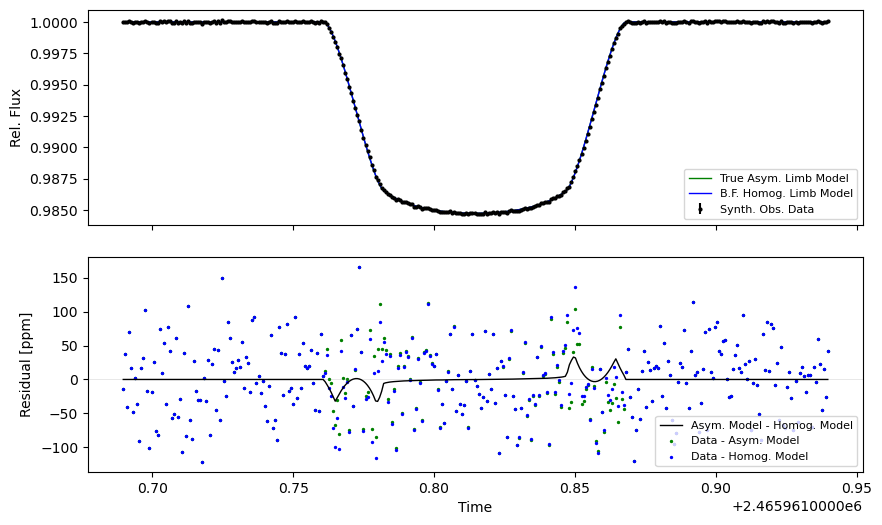 1.0000
0.9975
0.9950
0.9925
0.9900
0.9875
0.9850
Rel. Flux
True Asym. Limb Model
B.F. Homog. Limb Model
Synth. Obs. Data
150
100
50
0
−50
−100
Residual [ppm]
Asym. Model - Homog. Model
Data - Asym. Model
Data - Homog. Model
0.70 0.75 0.80 0.85 0.90 0.95
Time
+2.4659610000e6